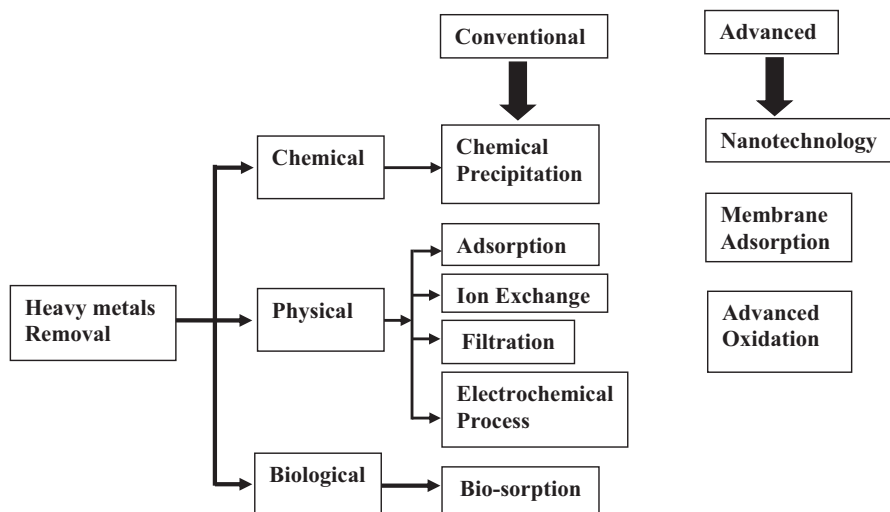 Conventional
Advanced
Chemical
Chemical
Precipitation
Nanotechnology
Membrane
Adsorption
Adsorption
Ion Exchange
Heavy metals
Removal
Physical
Filtration
Advanced
Oxidation
Electrochemical
Process
Biological
Bio-sorption